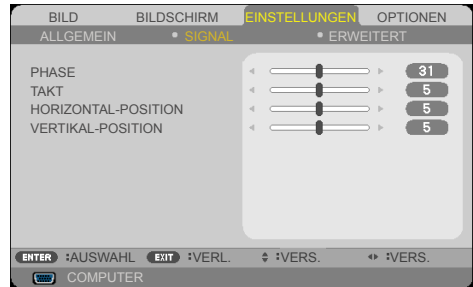 BILD BILDSCHIRM EINSTELLUNGEN OPTIONEN
ALLGEMEIN • SIGNAL • ERWEITERT
PHASE 31
TAKT 5
HORIZONTAL-POSITION 5
VERTIKAL-POSITION 5
ENTER :AUSWAHL EXIT :VERL. :VERS. :VERS.
COMPUTER